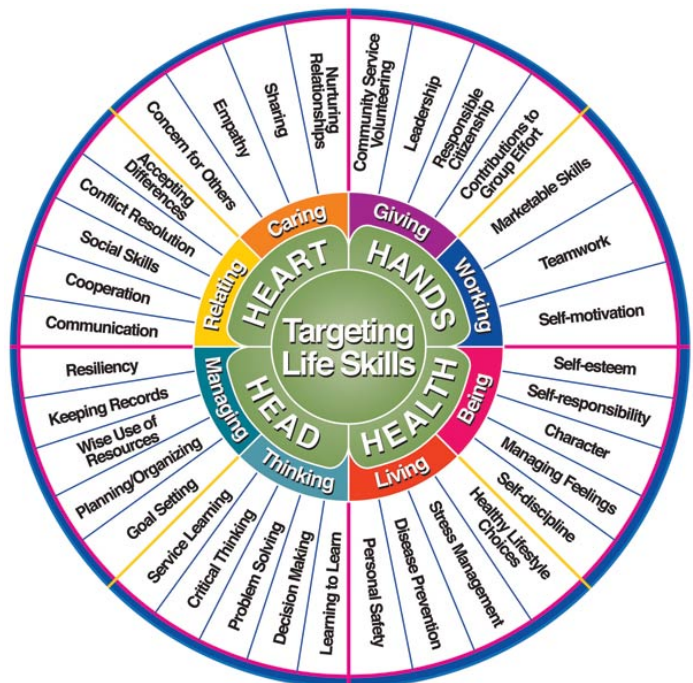 Targeting
Life Skills
HEART
HANDS
HEALTH
HEAD
Caring
Giving
Working
Being
Living
Thinking
Managing
Relating
Nurturing
Relationships
Sharing
Empathy
Concern for Others
Community Service
Volunteering
Leadership
Responsible
Citizenship
Contributions to
Group Effort
Marketable Skills
Teamwork
Self-motivation
Self-esteem
Self-responsibility
Character
Managing Feelings
Self-discipline
Healthy Lifestyle
Choices
Stress Management
Disease Prevention
Personal Safety
Learning to Learn
Decision Making
Problem Solving
Critical Thinking
Service Learning
Goal Setting
Planning/Organizing
Wise Use of
Resources
Keeping Records
Resiliency
Communication
Cooperation
Social Skills
Conflict Resolution
Accepting
Differences